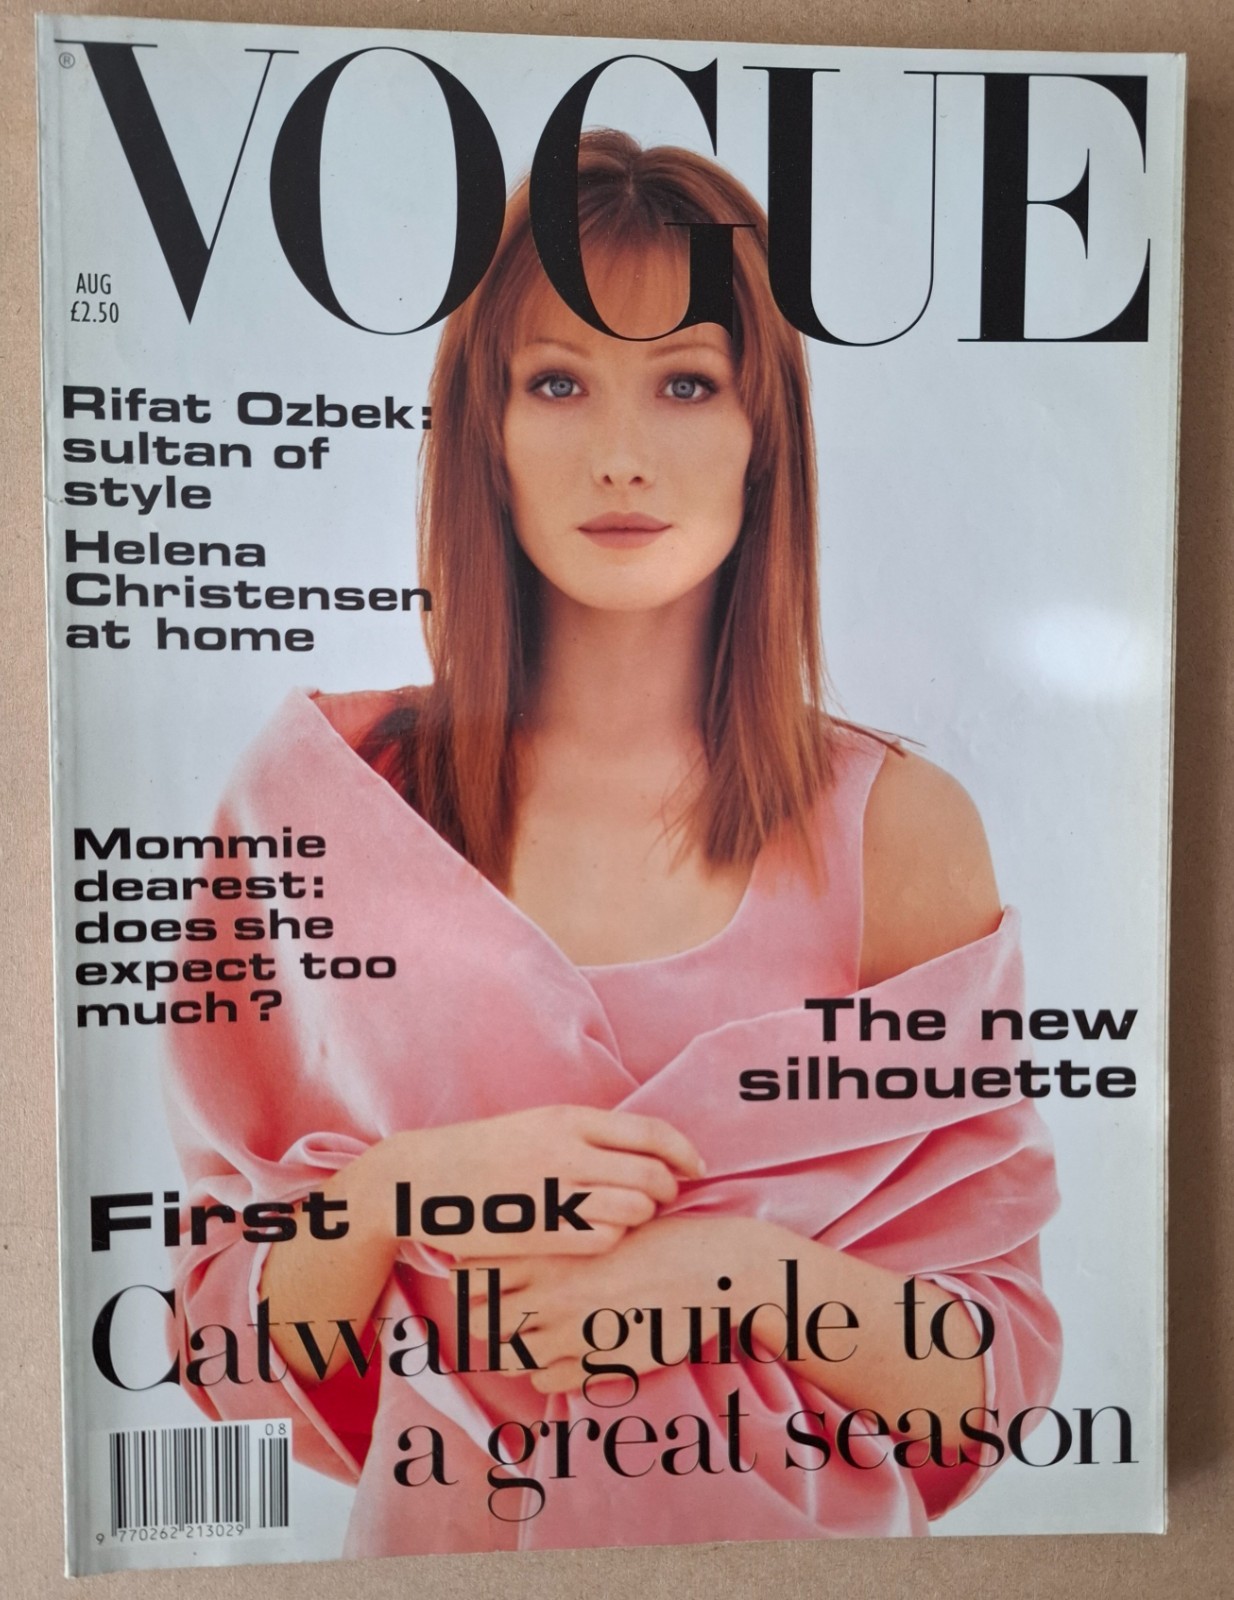 ®
VOGUE
AUG
£2.50
Rifat Ozbek:
sultan of
style
Helena
Christensen
at home
Mommie
dearest:
does she
expect too
much?
The new
silhouette
First look
Catwalk guide to
a great season
08
9 770262 213029